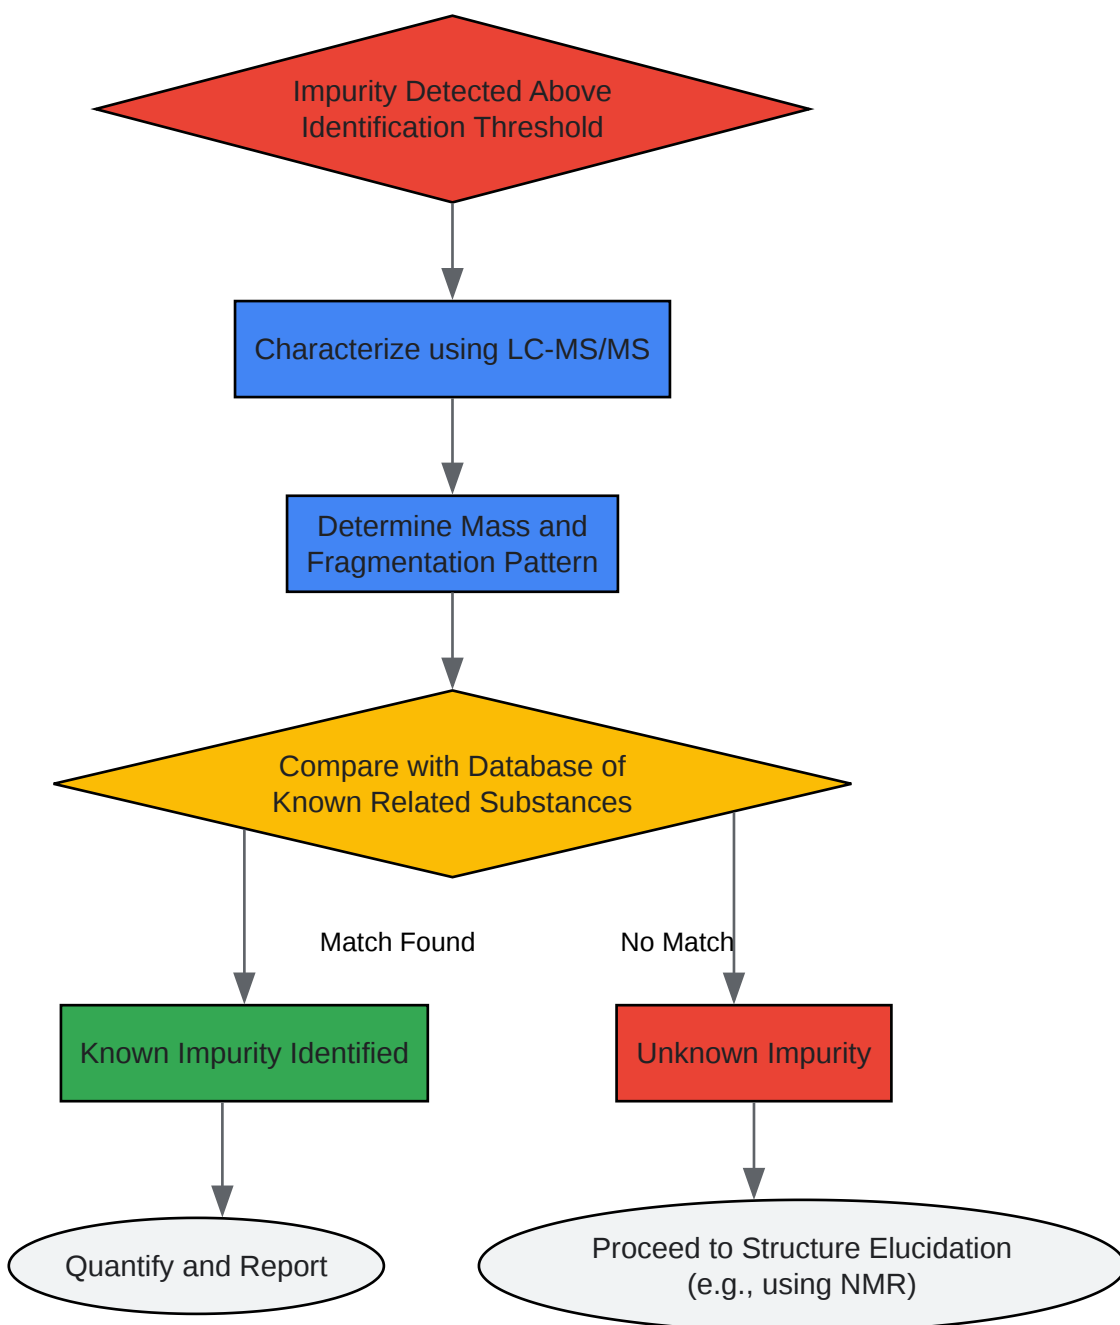 Impurity Detected Above
Identification Threshold
Characterize using LC-MS/MS
Determine Mass and
Fragmentation Pattern
Compare with Database of
Known Related Substances
Match Found
No Match
Known Impurity Identified
Unknown Impurity
Quantify and Report
Proceed to Structure Elucidation
(e.g., using NMR)